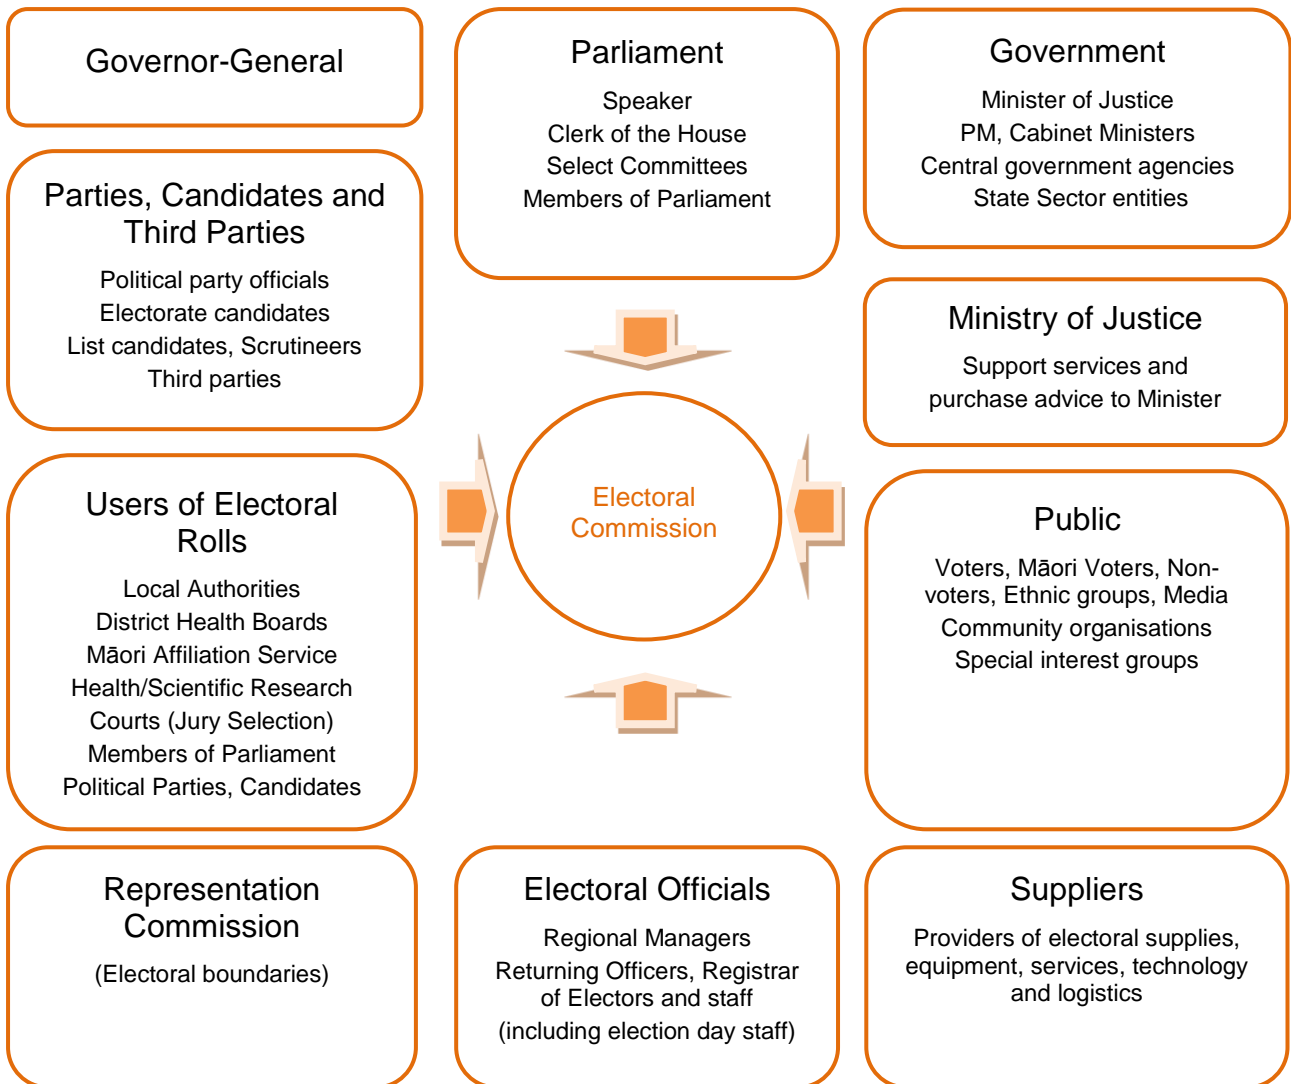 Governor-General
Parliament
Speaker
Clerk of the House
Select Committees
Members of Parliament
Government
Minister of Justice
PM, Cabinet Ministers
Central government agencies
State Sector entities
Parties, Candidates and
Third Parties
Political party officials
Electorate candidates
List candidates, Scrutineers
Third parties
Ministry of Justice
Support services and
purchase advice to Minister
Users of Electoral
Rolls
Local Authorities
District Health Boards
Māori Affiliation Service
Health/Scientific Research
Courts (Jury Selection)
Members of Parliament
Political Parties, Candidates
Electoral
Commission
Public
Voters, Māori Voters, Non-
voters, Ethnic groups, Media
Community organisations
Special interest groups
Representation
Commission
(Electoral boundaries)
Electoral Officials
Regional Managers
Returning Officers, Registrar
of Electors and staff
(including election day staff)
Suppliers
Providers of electoral supplies,
equipment, services, technology
and logistics